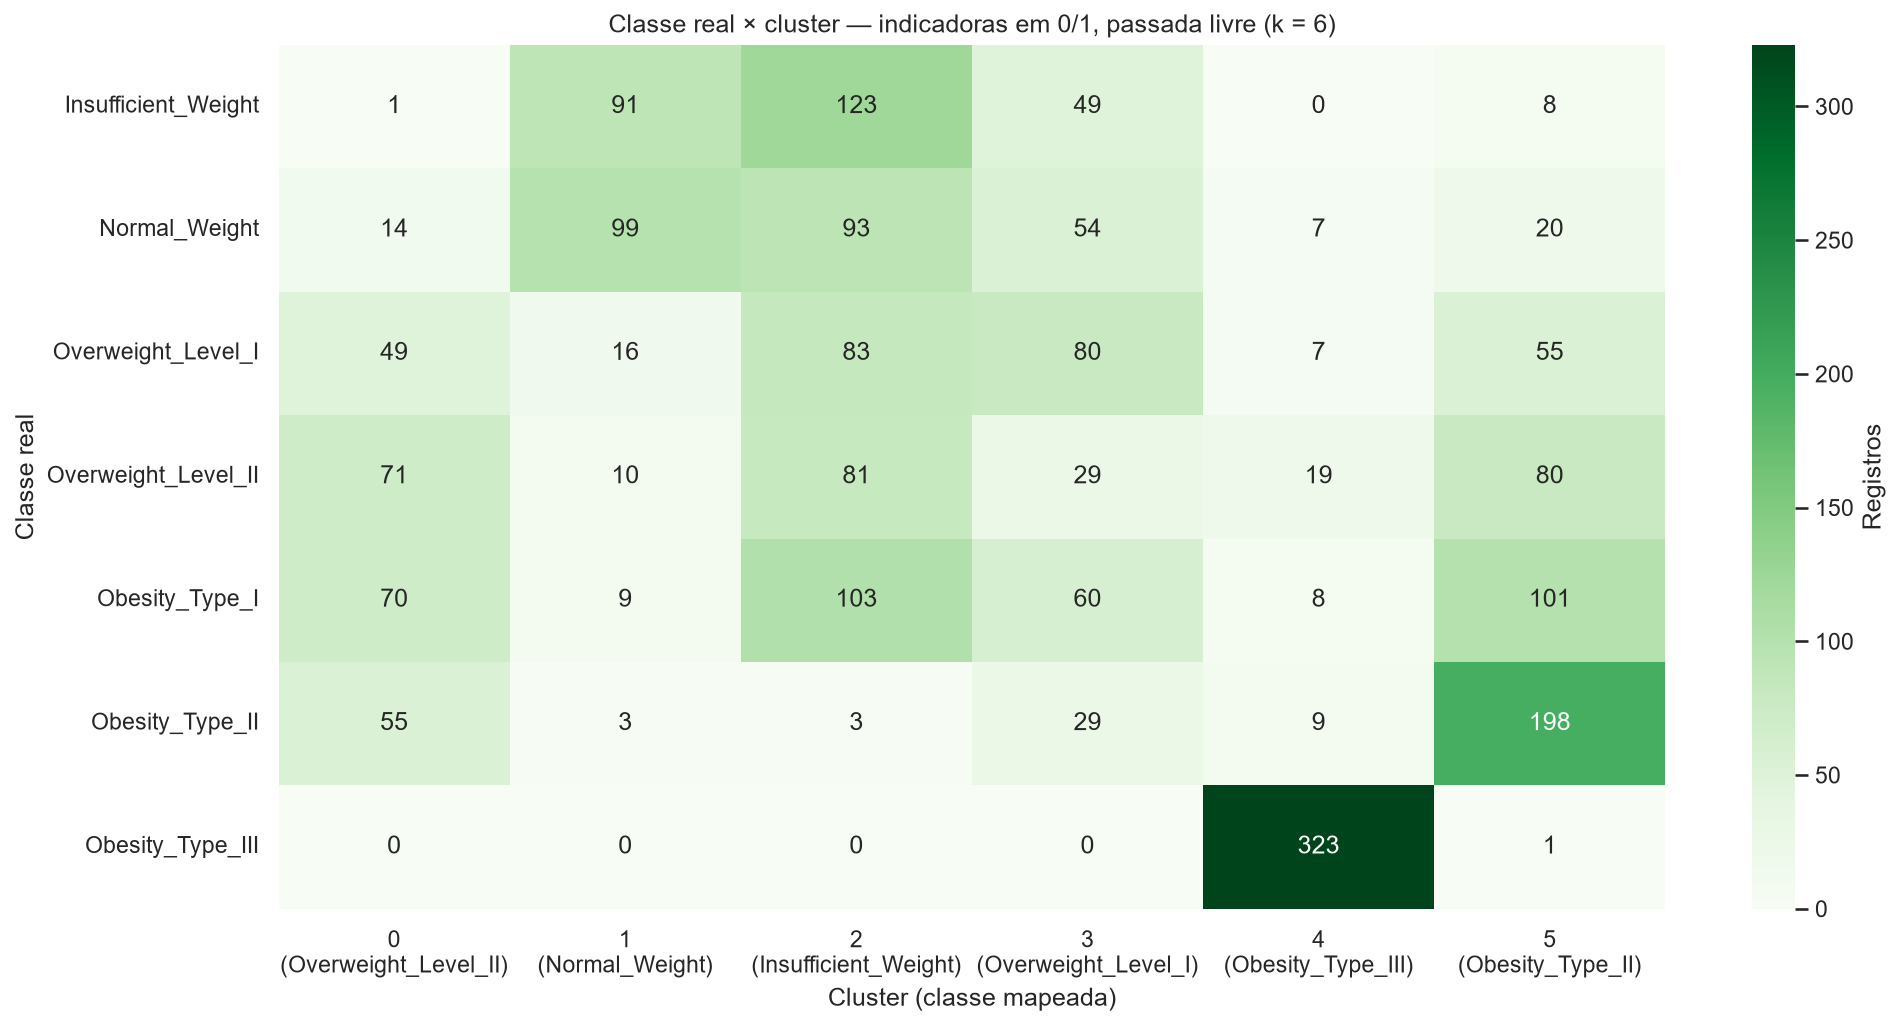 Classe real × cluster — indicadoras em 0/1, passada livre (k = 6)
Classe real
Insufficient_Weight 1 91 123 49 0 8
Normal_Weight 14 99 93 54 7 20
Overweight_Level_I 49 16 83 80 7 55
Overweight_Level_II 71 10 81 29 19 80
Obesity_Type_I 70 9 103 60 8 101
Obesity_Type_II 55 3 3 29 9 198
Obesity_Type_III 0 0 0 0 323 1
0 1 2 3 4 5
(Overweight_Level_II) (Normal_Weight) (Insufficient_Weight) (Overweight_Level_I) (Obesity_Type_III) (Obesity_Type_II)
Cluster (classe mapeada)
300
250
200
150
100
50
0
Registros